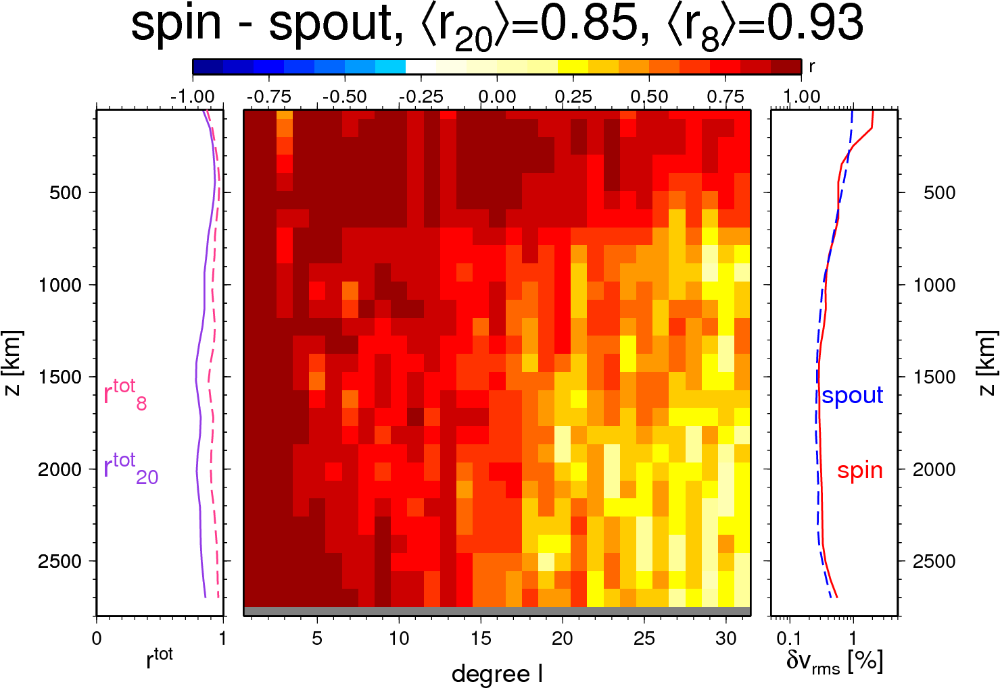 spin - spout, ⟨r20⟩=0.85, ⟨r8⟩=0.93
r
-1.00 -0.75 -0.50 -0.25 0.00 0.25 0.50 0.75 1.00
500 500
1000 1000
1500 1500
2000 2000
2500 2500
z [km]
z [km]
r^tot_8
r^tot_20
spout
spin
0 1 5 10 15 20 25 30 0.1 1
r^tot
degree l
δv_rms [%]